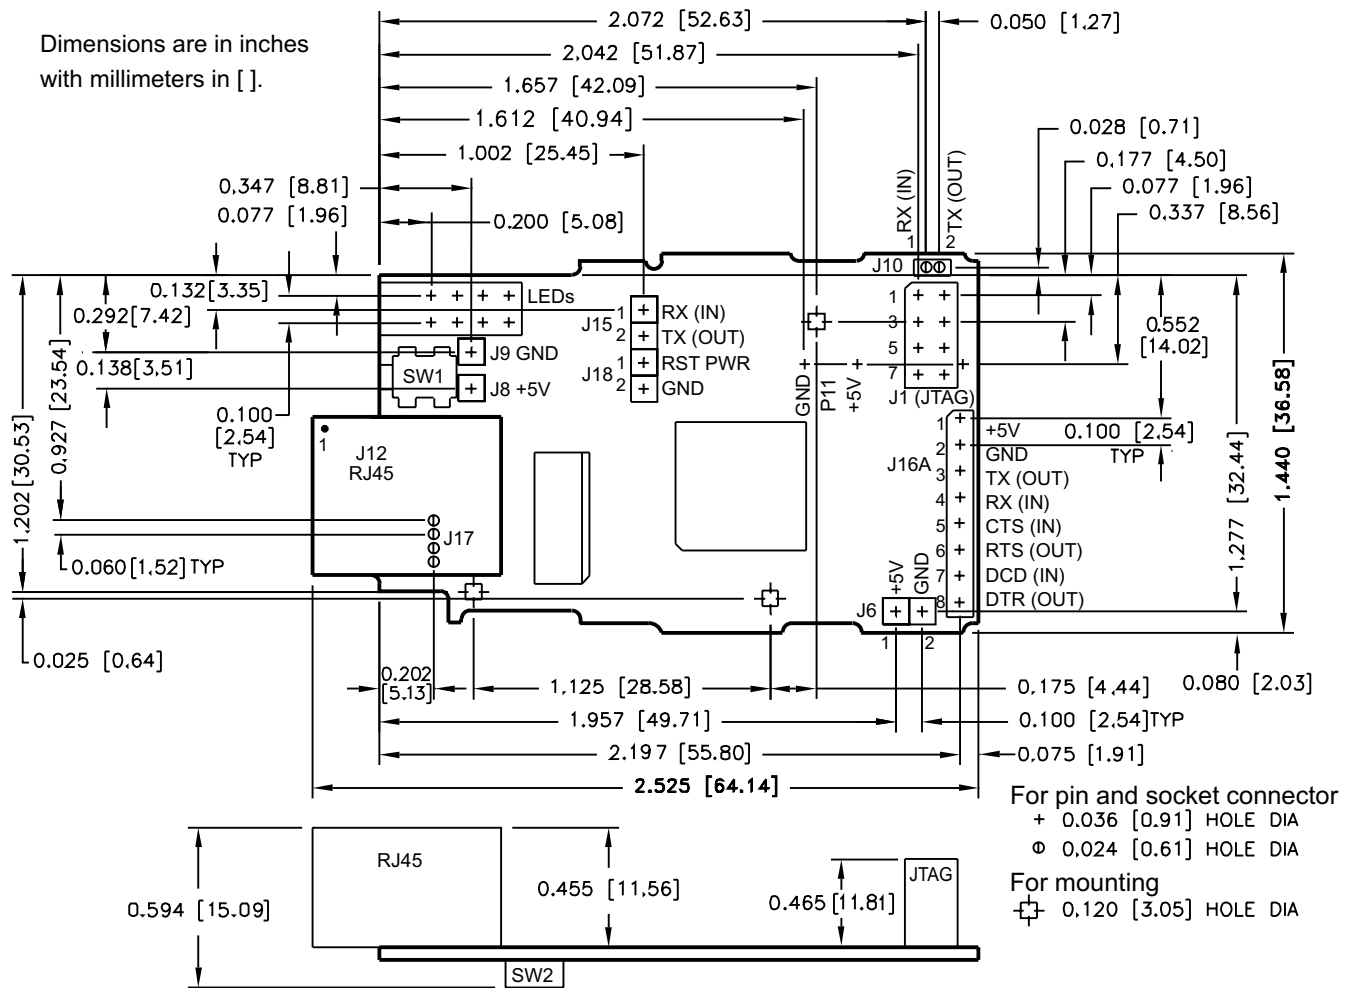 Dimensions are in inches
with millimeters in [ ].
2.072 [52.63]
0.050 [1.27]
2.042 [51.87]
1.657 [42.09]
1.612 [40.94]
1.002 [25.45]
0.347 [8.81]
0.077 [1.96]
0.200 [5.08]
0.028 [0.71]
0.177 [4.50]
0.077 [1.96]
0.337 [8.56]
RX (IN)
TX (OUT)
1 2
J10
0.132[3.35]
0.292[7.42]
0.138[3.51]
LEDs
J15
1 RX (IN)
2 TX (OUT)
J18
1 RST PWR
2 GND
J9 GND
SW1
J8 +5V
1
3
5
7
J1 (JTAG)
GND
P11
+5V
0.552
[14.02]
0.927 [23.54]
1.202 [30.53]
0.100
[2.54]
TYP
1
J12
RJ45
J17
0.060[1.52] TYP
J16A
1 +5V
2 GND
3 TX (OUT)
4 RX (IN)
5 CTS (IN)
6 RTS (OUT)
7 DCD (IN)
8 DTR (OUT)
0.100 [2.54]
TYP
1.277 [32.44]
1.440 [36.58]
+5V
GND
J6
1 2
0.025 [0.64]
0.202
[5.13]
1.125 [28.58]
0.175 [4.44]
0.080 [2.03]
1.957 [49.71]
0.100 [2.54]TYP
2.197 [55.80]
0.075 [1.91]
2.525 [64.14]
For pin and socket connector
+ 0.036 [0.91] HOLE DIA
0.024 [0.61] HOLE DIA
For mounting
0.120 [3.05] HOLE DIA
RJ45
0.594 [15.09]
0.455 [11.56]
0.465 [11.81]
JTAG
SW2